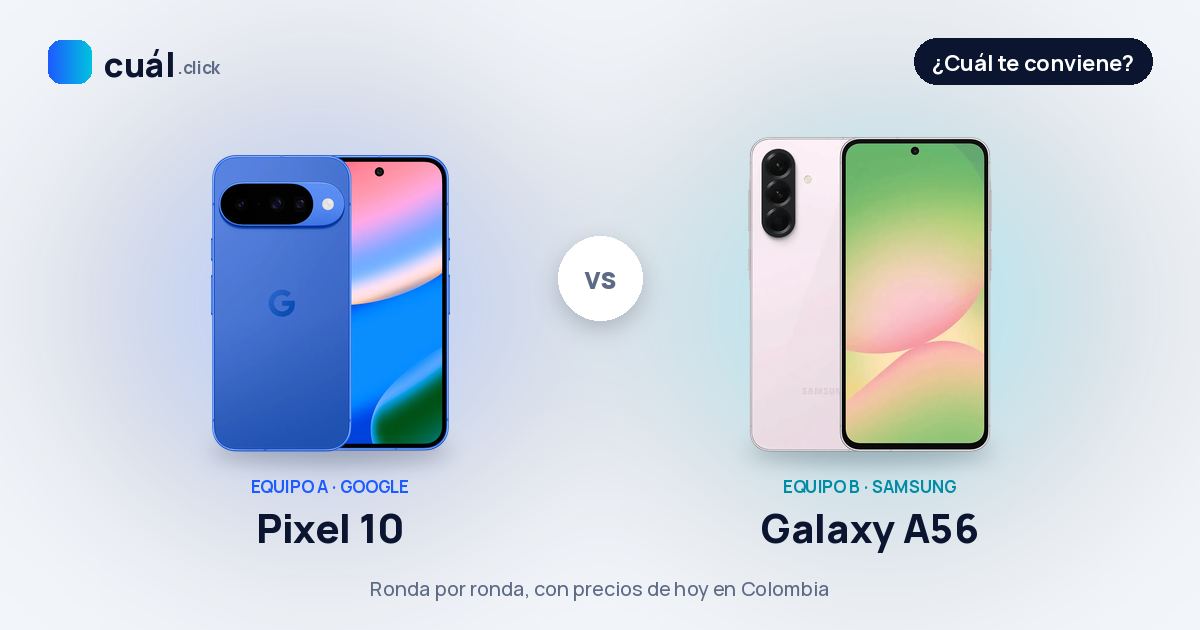 cuál.click
¿Cuál te conviene?
G
SAMSUNG
VS
EQUIPO A · GOOGLE
Pixel 10
EQUIPO B · SAMSUNG
Galaxy A56
Ronda por ronda, con precios de hoy en Colombia